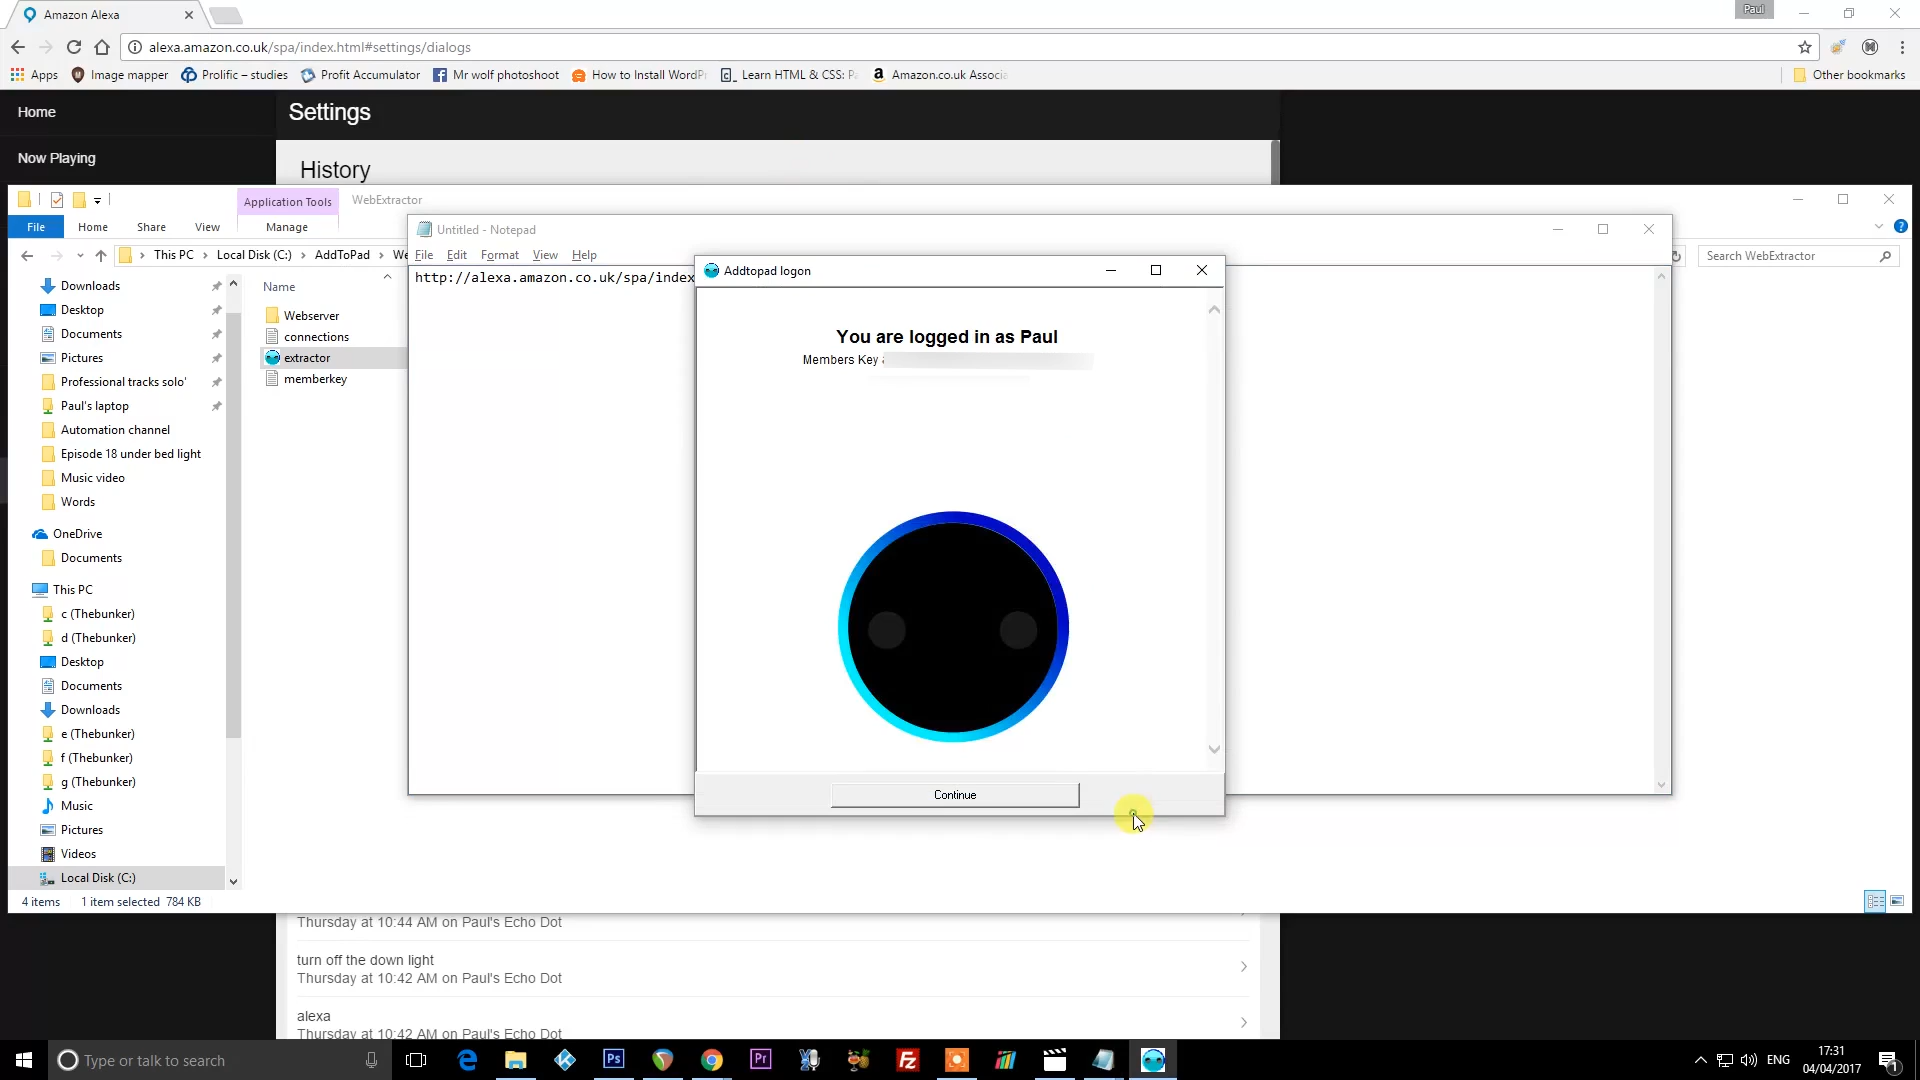 Amazon Alexa
Paul
alexa.amazon.co.uk/spa/index.html#settings/dialogs
Apps
Image mapper
Prolific – studies
Profit Accumulator
Mr wolf photoshoot
How to Install WordPr
Learn HTML & CSS: Pa
Amazon.co.uk Associa
Other bookmarks
Home
Settings
Now Playing
History
Application Tools
WebExtractor
File
Home
Share
View
Manage
This PC
Local Disk (C:)
AddToPad
We
Search WebExtractor
Untitled - Notepad
File Edit Format View Help
http://alexa.amazon.co.uk/spa/index
Addtopad logon
You are logged in as Paul
Members Key
Continue
Name
Webserver
connections
extractor
memberkey
Downloads
Desktop
Documents
Pictures
Professional tracks solo'
Paul's laptop
Automation channel
Episode 18 under bed light
Music video
Words
OneDrive
Documents
This PC
c (Thebunker)
d (Thebunker)
Desktop
Documents
Downloads
e (Thebunker)
f (Thebunker)
g (Thebunker)
Music
Pictures
Videos
Local Disk (C:)
4 items
1 item selected 784 KB
Thursday at 10:44 AM on Paul's Echo Dot
turn off the down light
Thursday at 10:42 AM on Paul's Echo Dot
alexa
Thursday at 10:42 AM on Paul's Echo Dot
Type or talk to search
Ps
Pr
Fz
ENG
17:31
04/04/2017
1